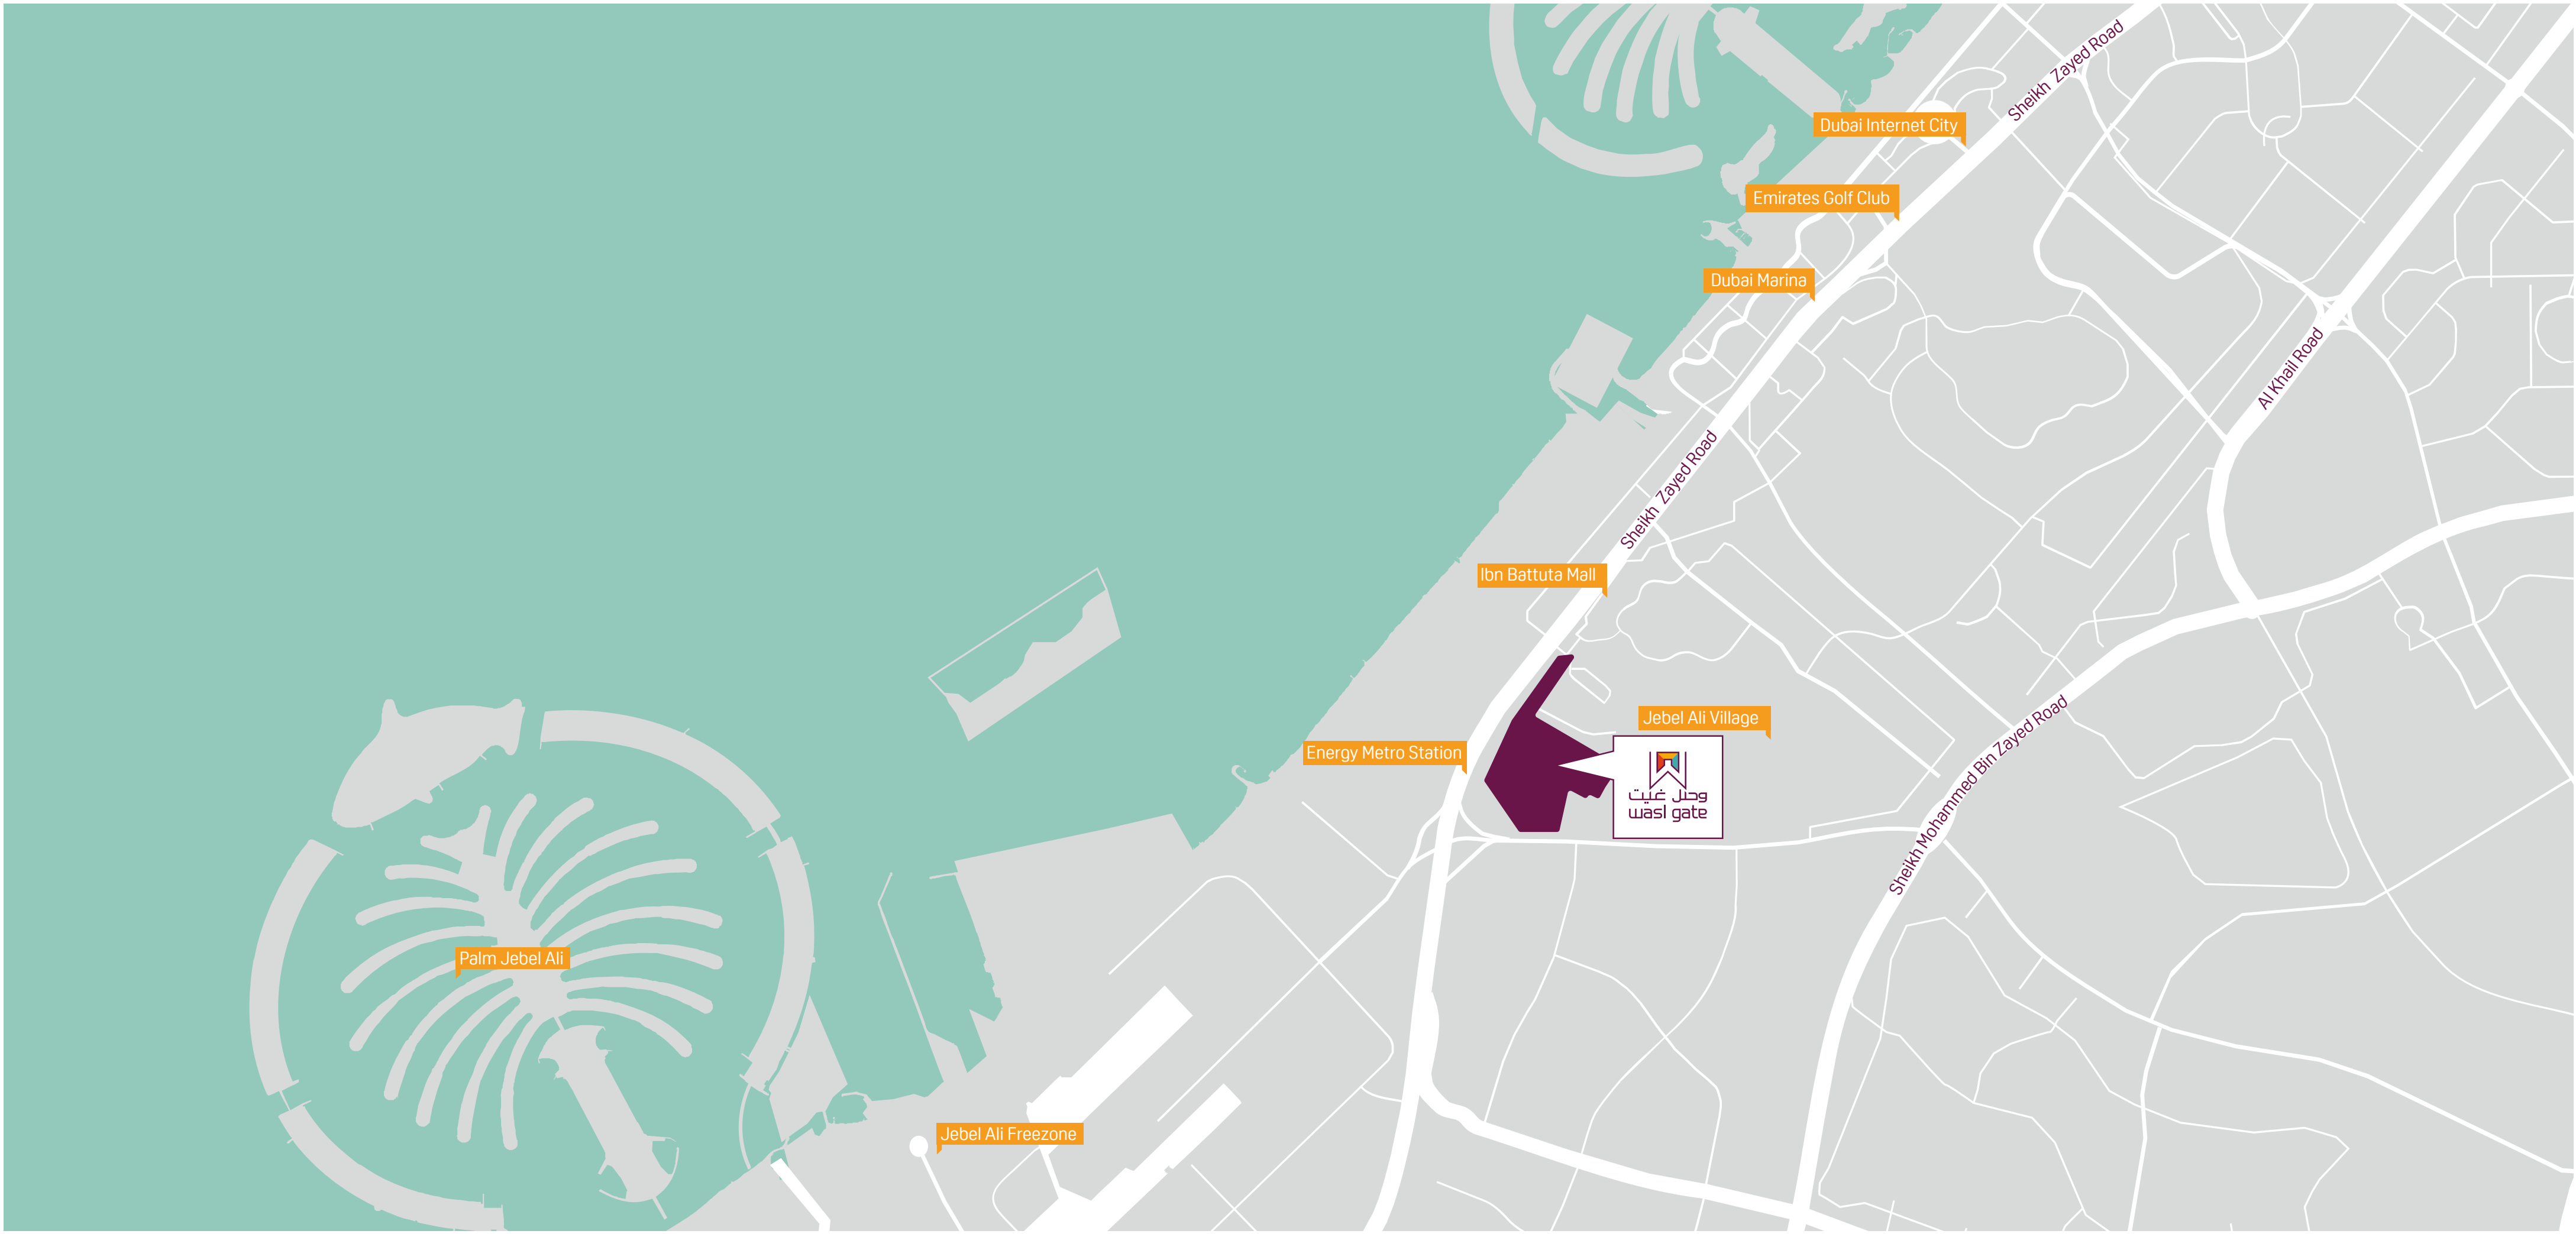 Sheikh Zayed Road
Dubai Internet City
Emirates Golf Club
Dubai Marina
Al Khail Road
Sheikh Zayed Road
Ibn Battuta Mall
Jebel Ali Village
Energy Metro Station
Sheikh Mohammed Bin Zayed Road
وصل غيت
wasl gate
Palm Jebel Ali
Jebel Ali Freezone